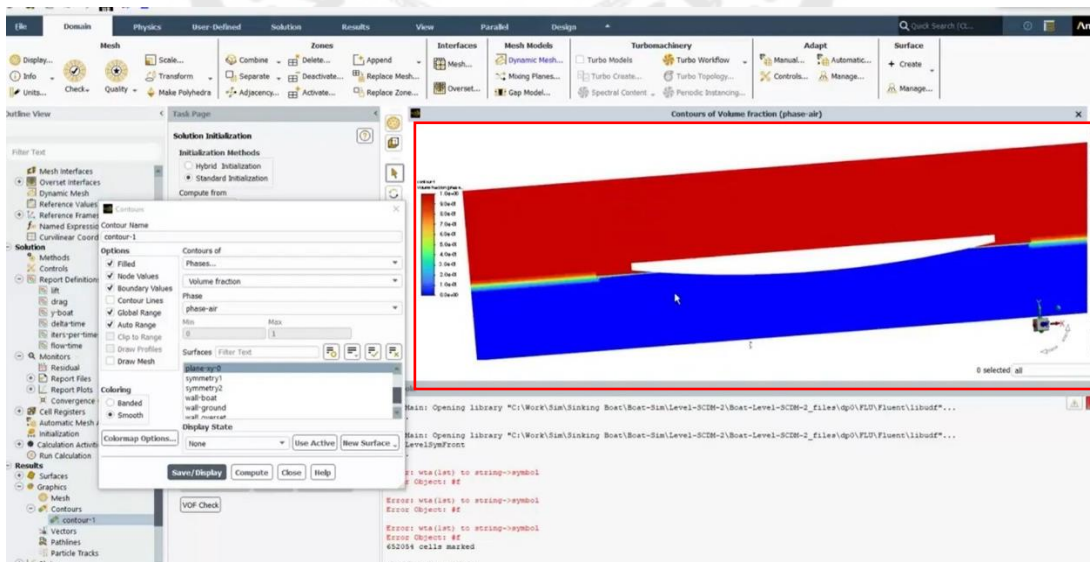 File Domain Physics User-Defined Solution Results View Parallel Design Quick Search (Ct...
Mesh Zones Interfaces Mesh Models Turbomachinery Adapt Surface
Display... Scale... Combine Delete... Append Mesh... Dynamic Mesh... Turbo Models Turbo Workflow Manual... Automatic... + Create
Info Check Quality Transform Separate Deactivate... Replace Mesh... Mixing Planes... Turbo Create... Turbo Topology... Controls... Manage...
Units... Make Polyhedra Adjacency... Activate... Replace Zone... Overset... Gap Model... Spectral Content Periodic Instancing... Manage...
Outline View < Task Page < Contours of Volume fraction (phase-air) X
Filter Text
Mesh Interfaces
Overset Interfaces
Dynamic Mesh
Reference Values
Reference Frames
Named Expressio
Curvilinear Coord
Solution
Methods
Controls
Report Definition
lift
drag
y-boat
delta-time
iters-per-time
flow-time
Monitors
Residual
Report Files
Report Plots
Convergence
Cell Registers
Automatic Mesh A
Initialization
Calculation Activiti
Run Calculation
Results
Surfaces
Graphics
Mesh
Contours
contour-1
Vectors
Pathlines
Particle Tracks
Solution Initialization
Initialization Methods
Hybrid Initialization
Standard Initialization
Compute from
VOF Check
Contours
Contour Name
contour-1
Options
Filled
Node Values
Boundary Values
Contour Lines
Global Range
Auto Range
Clip to Range
Draw Profiles
Draw Mesh
Coloring
Banded
Smooth
Colormap Options...
Contours of
Phases...
Volume fraction
Phase
phase-air
Min Max
0 1
Surfaces Filter Text
plane-xy-0
symmetry1
symmetry2
wall-boat
wall-ground
wall overset
Display State
None Use Active New Surface
Save/Display Compute Close Help
contour-1
1.0e+00
9.0e-01
8.0e-01
7.0e-01
6.0e-01
5.0e-01
4.0e-01
3.0e-01
2.0e-01
1.0e-01
0.0e+00
0 selected all
Main: Opening library "C:\Work\Sim\Sinking Boat\Boat-Sim\Level-SCDM-2\Boat-Level-SCDM-2_files\dp0\FLU\Fluent\libudf"...
Main: Opening library "C:\Work\Sim\Sinking Boat\Boat-Sim\Level-SCDM-2\Boat-Level-SCDM-2_files\dp0\FLU\Fluent\libudf"...
LevelSymFront
Error: wta(1st) to string->symbol
Error Object: #f
Error: wta(1st) to string->symbol
Error Object: #f
Error: wta(1st) to string->symbol
Error Object: #f
652054 cells marked